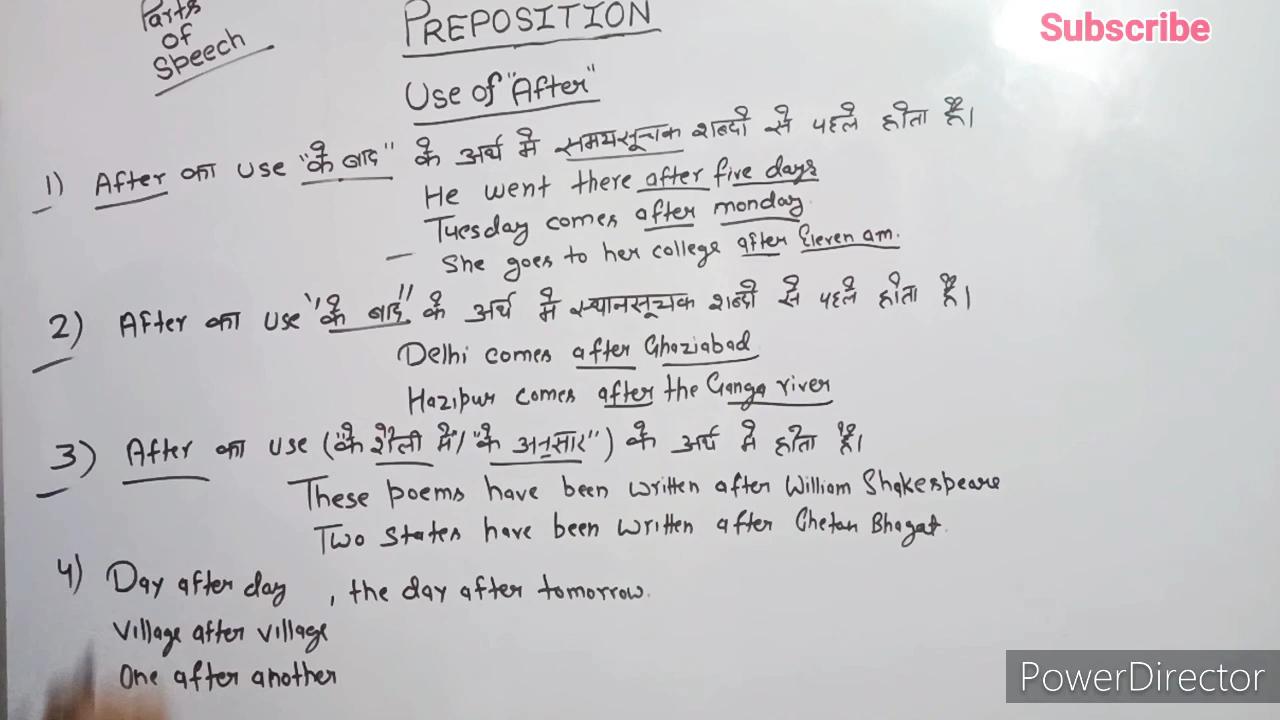 Parts
of
Speech
PREPOSITION
Subscribe
Use of "After"
1) After का use "के बाद" के अर्थ मे समयसूचक शब्दो से पहले होता है।
He went there after five days
Tuesday comes after monday.
She goes to her college after Eleven am.
2) After का use "के बाद" के अर्थ मे स्थानसूचक शब्दो से पहले होता है।
Delhi comes after Ghaziabad
Hazipur comes after the Ganga river
3) After का use ("के शैली में"/"के अनुसार") के अर्थ मे होता है।
These poems have been written after William Shakespeare
Two states have been written after Chetan Bhagat.
4) Day after day , the day after tomorrow.
Village after village
One after another
PowerDirector